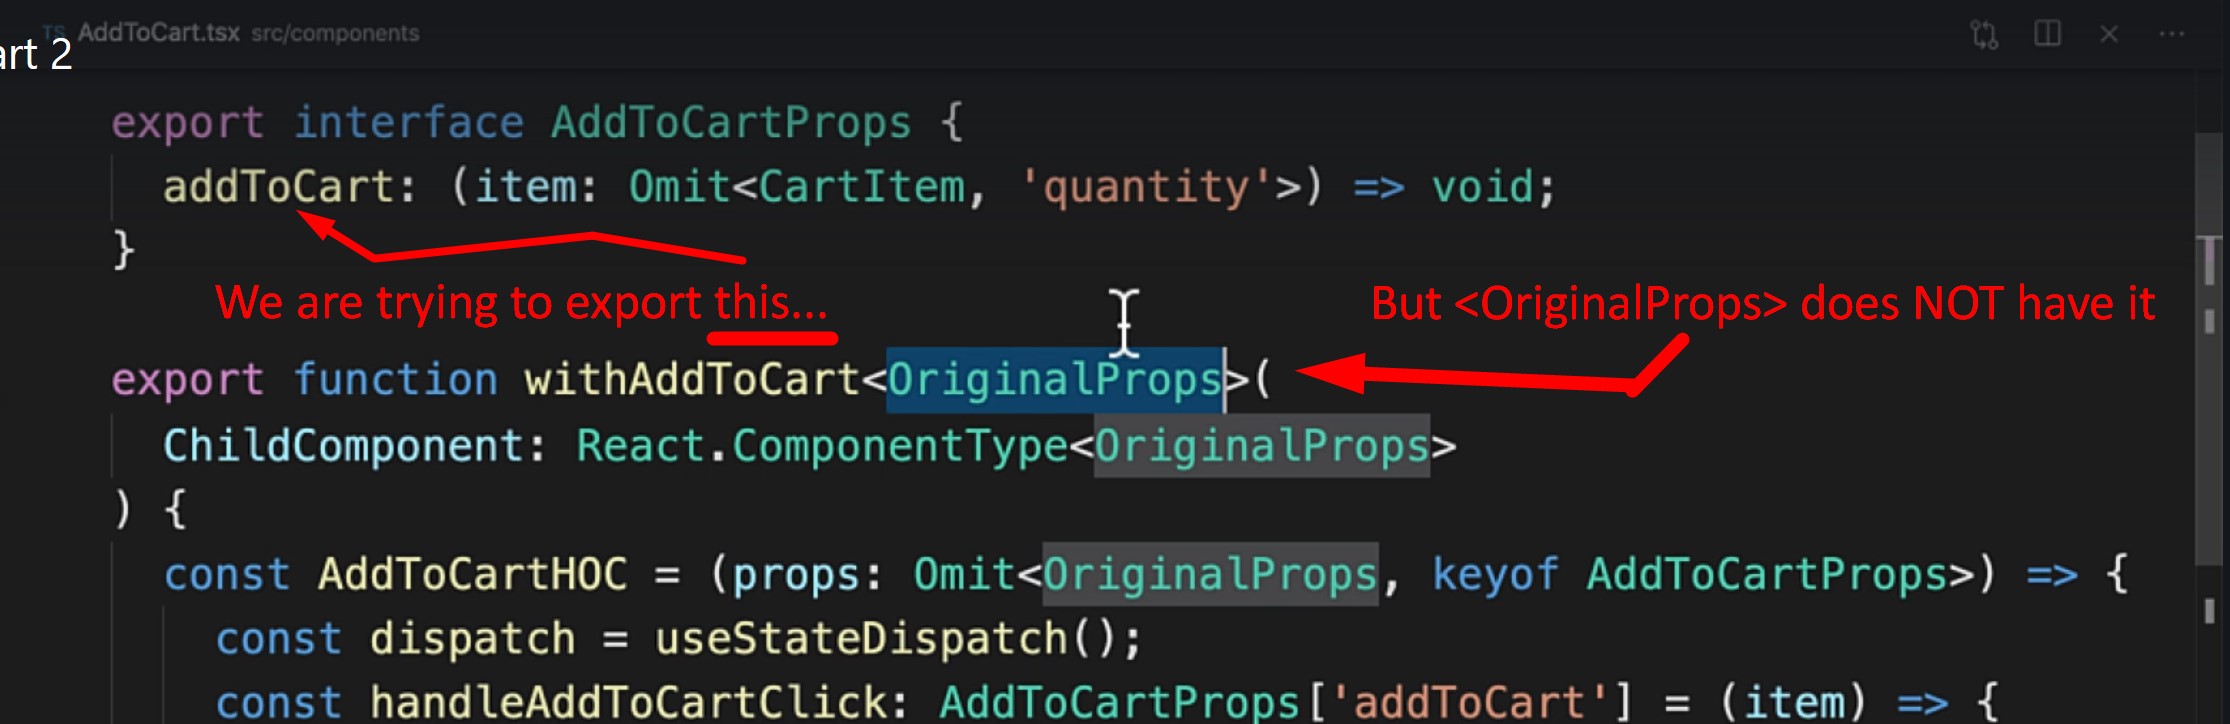 TS AddToCart.tsx src/components
art 2
export interface AddToCartProps {
addToCart: (item: Omit<CartItem, 'quantity'>) => void;
}
We are trying to export this...
But <OriginalProps> does NOT have it
export function withAddToCart<OriginalProps>(
ChildComponent: React.ComponentType<OriginalProps>
) {
const AddToCartHOC = (props: Omit<OriginalProps, keyof AddToCartProps>) => {
const dispatch = useStateDispatch();
const handleAddToCartClick: AddToCartProps['addToCart'] = (item) => {